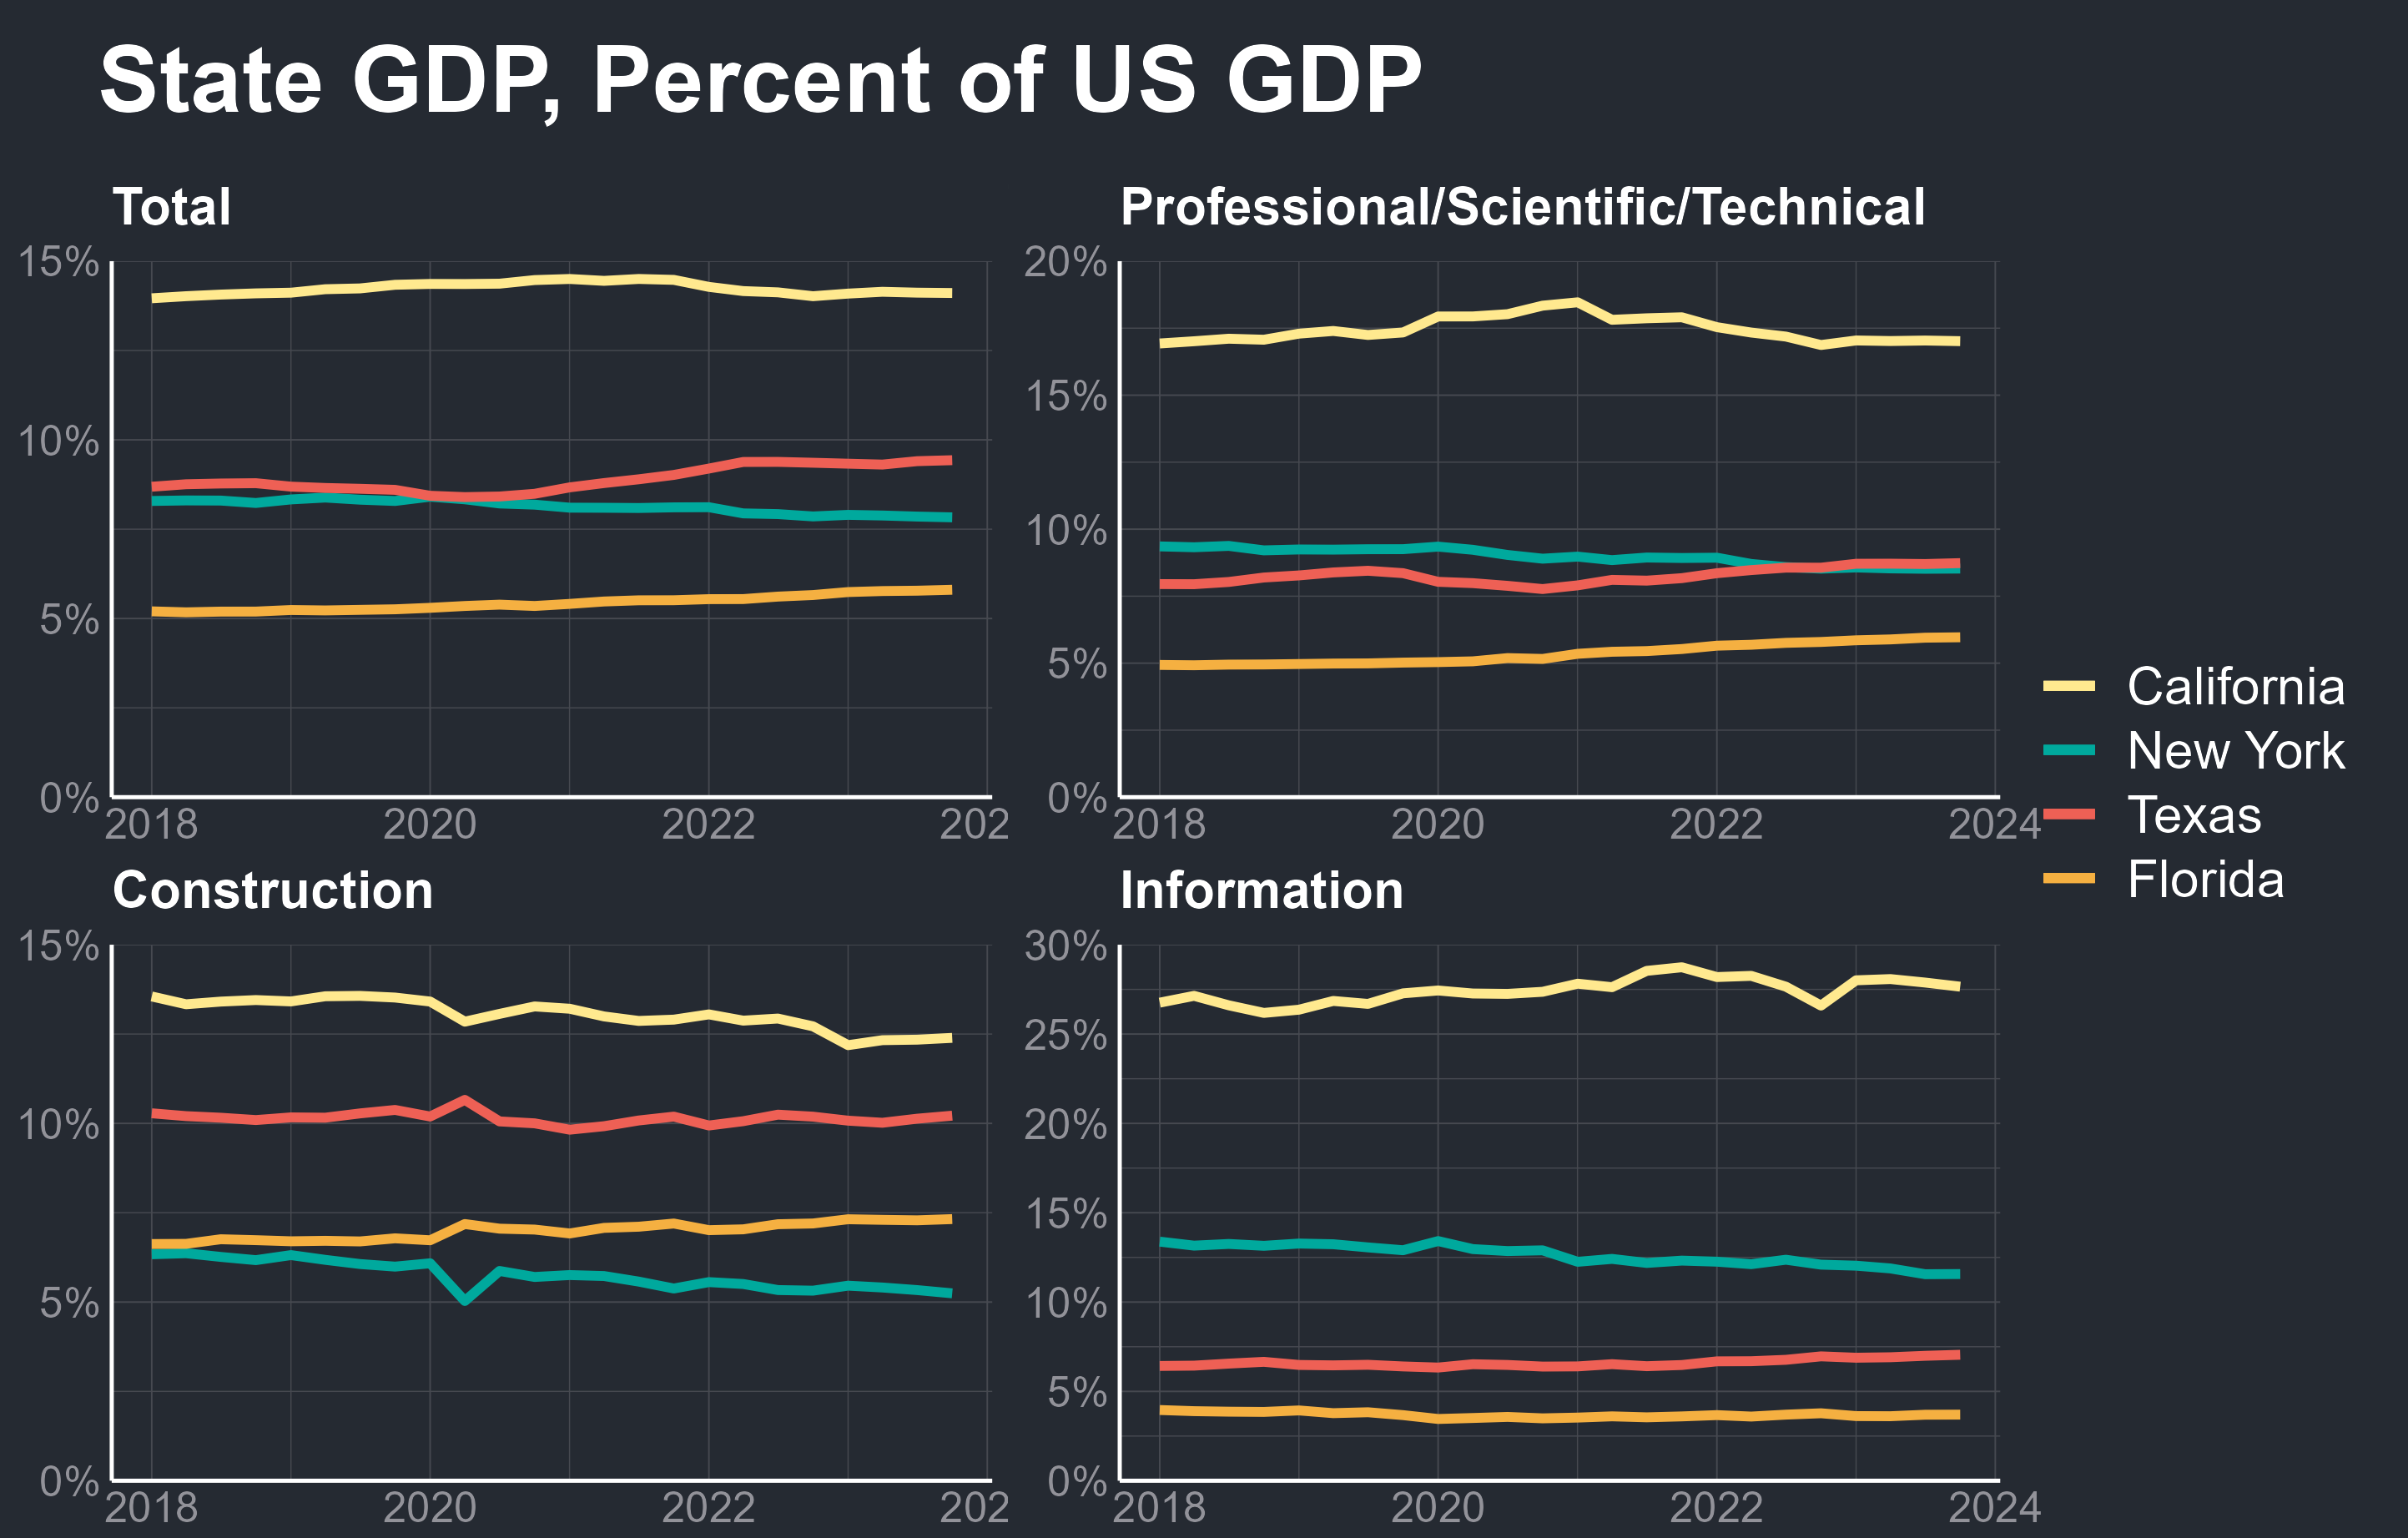 State GDP, Percent of US GDP
Total
15%
10%
5%
0%
2018 2020 2022 202
Professional/Scientific/Technical
20%
15%
10%
5%
0%
2018 2020 2022 2024
Construction
15%
10%
5%
0%
2018 2020 2022 202
Information
30%
25%
20%
15%
10%
5%
0%
2018 2020 2022 2024
California
New York
Texas
Florida